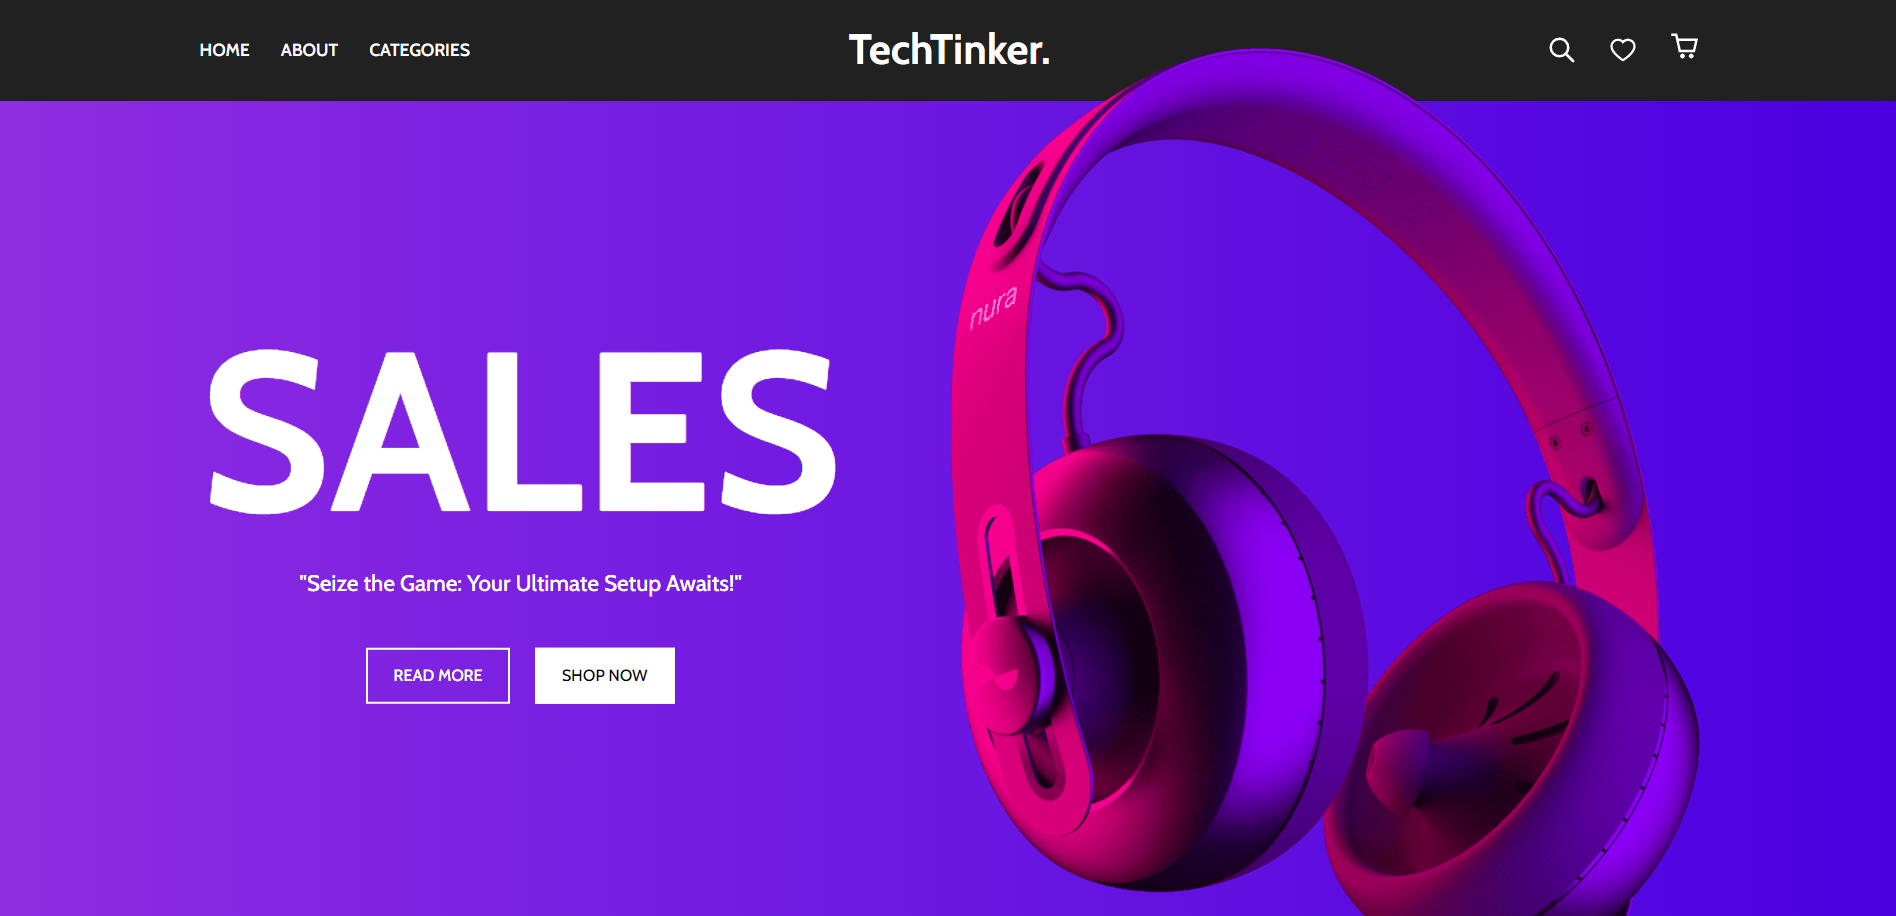 HOME ABOUT CATEGORIES TechTinker.
nura
SALES
"Seize the Game: Your Ultimate Setup Awaits!"
READ MORE SHOP NOW